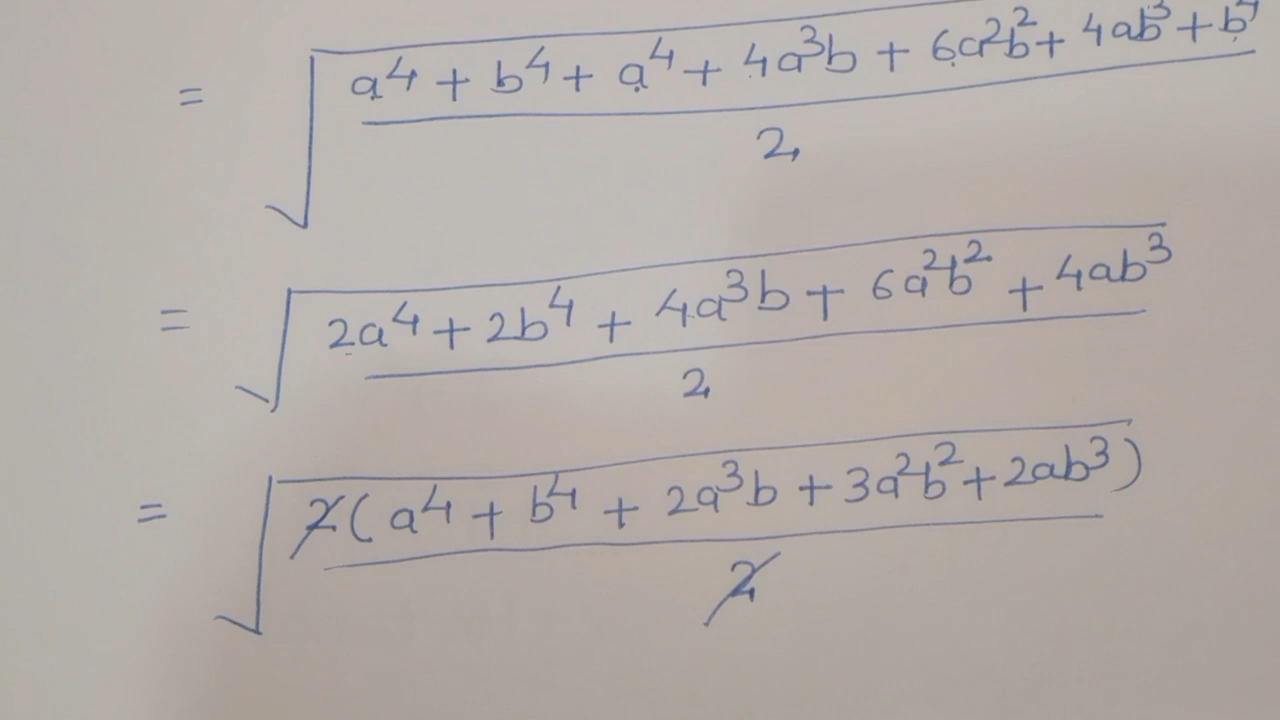 = √((a⁴ + b⁴ + a⁴ + 4a³b + 6a²b² + 4ab³ + b⁴)/2)
= √((2a⁴ + 2b⁴ + 4a³b + 6a²b² + 4ab³)/2)
= √((2(a⁴ + b⁴ + 2a³b + 3a²b² + 2ab³))/2)